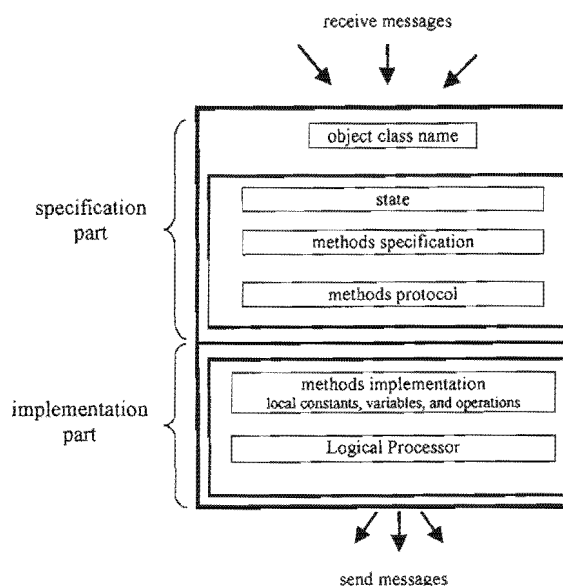 receive messages
object class name
specification
part
state
methods specification
methods protocol
implementation
part
methods implementation
local constants, variables, and operations
Logical Processor
send messages